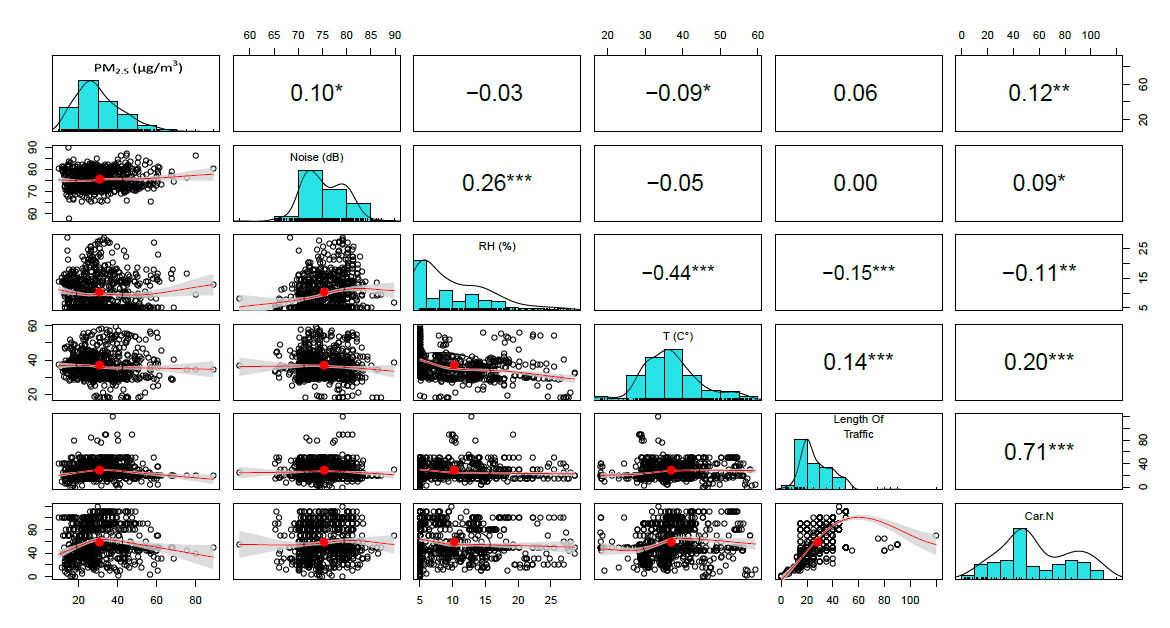 60 65 70 75 80 85 90
20 30 40 50 60
0 20 40 60 80 100
PM2.5 (µg/m³)
0.10*
−0.03
−0.09*
0.06
0.12**
20 60
60 70 80 90
Noise (dB)
0.26***
−0.05
0.00
0.09*
RH (%)
−0.44***
−0.15***
−0.11**
5 15 25
2 40 60
T (C°)
0.14***
0.20***
Length Of
Traffic
0.71***
0 40 80
0 40 80
Car.N
20 40 60 80
5 10 15 20 25
0 20 40 60 80 100